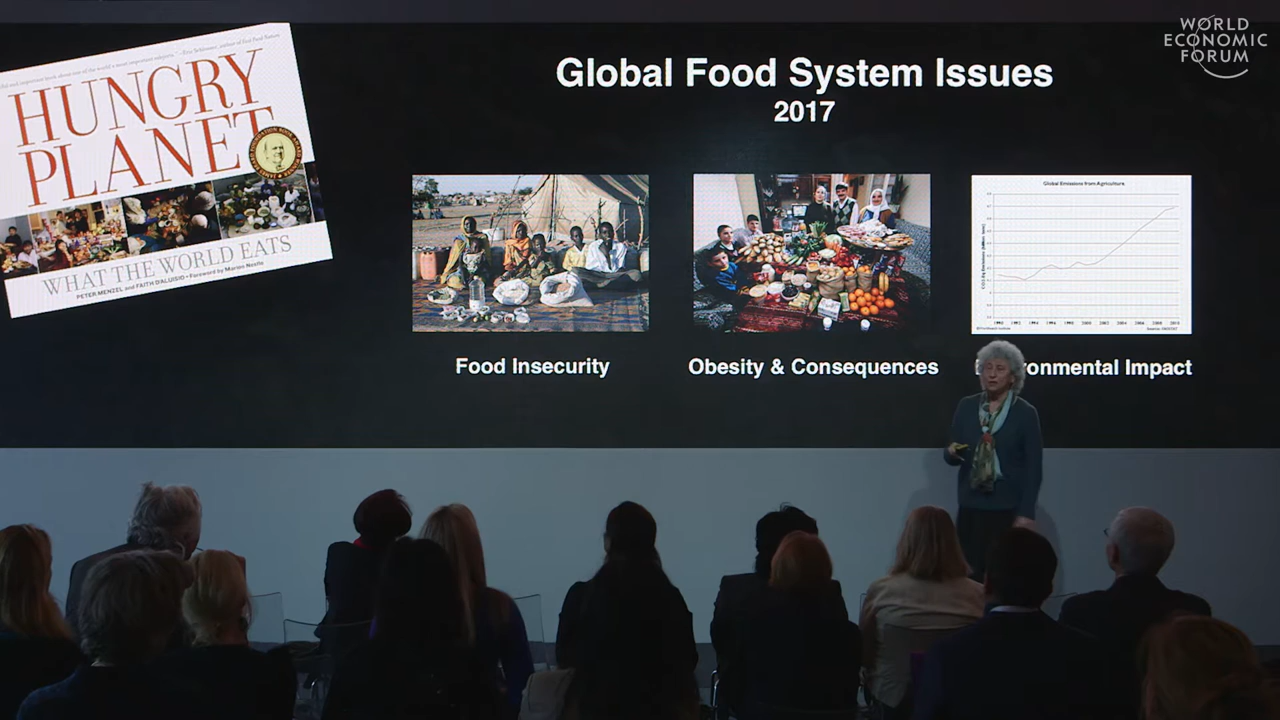 WORLD
ECONOMIC
FORUM
HUNGRY
PLANET
WHAT THE WORLD EATS
PETER MENZEL and FAITH D'ALUISIO • Foreword by Marion Nestle
Global Food System Issues
2017
Global Emissions from Agriculture
Food Insecurity
Obesity & Consequences
ronmental Impact